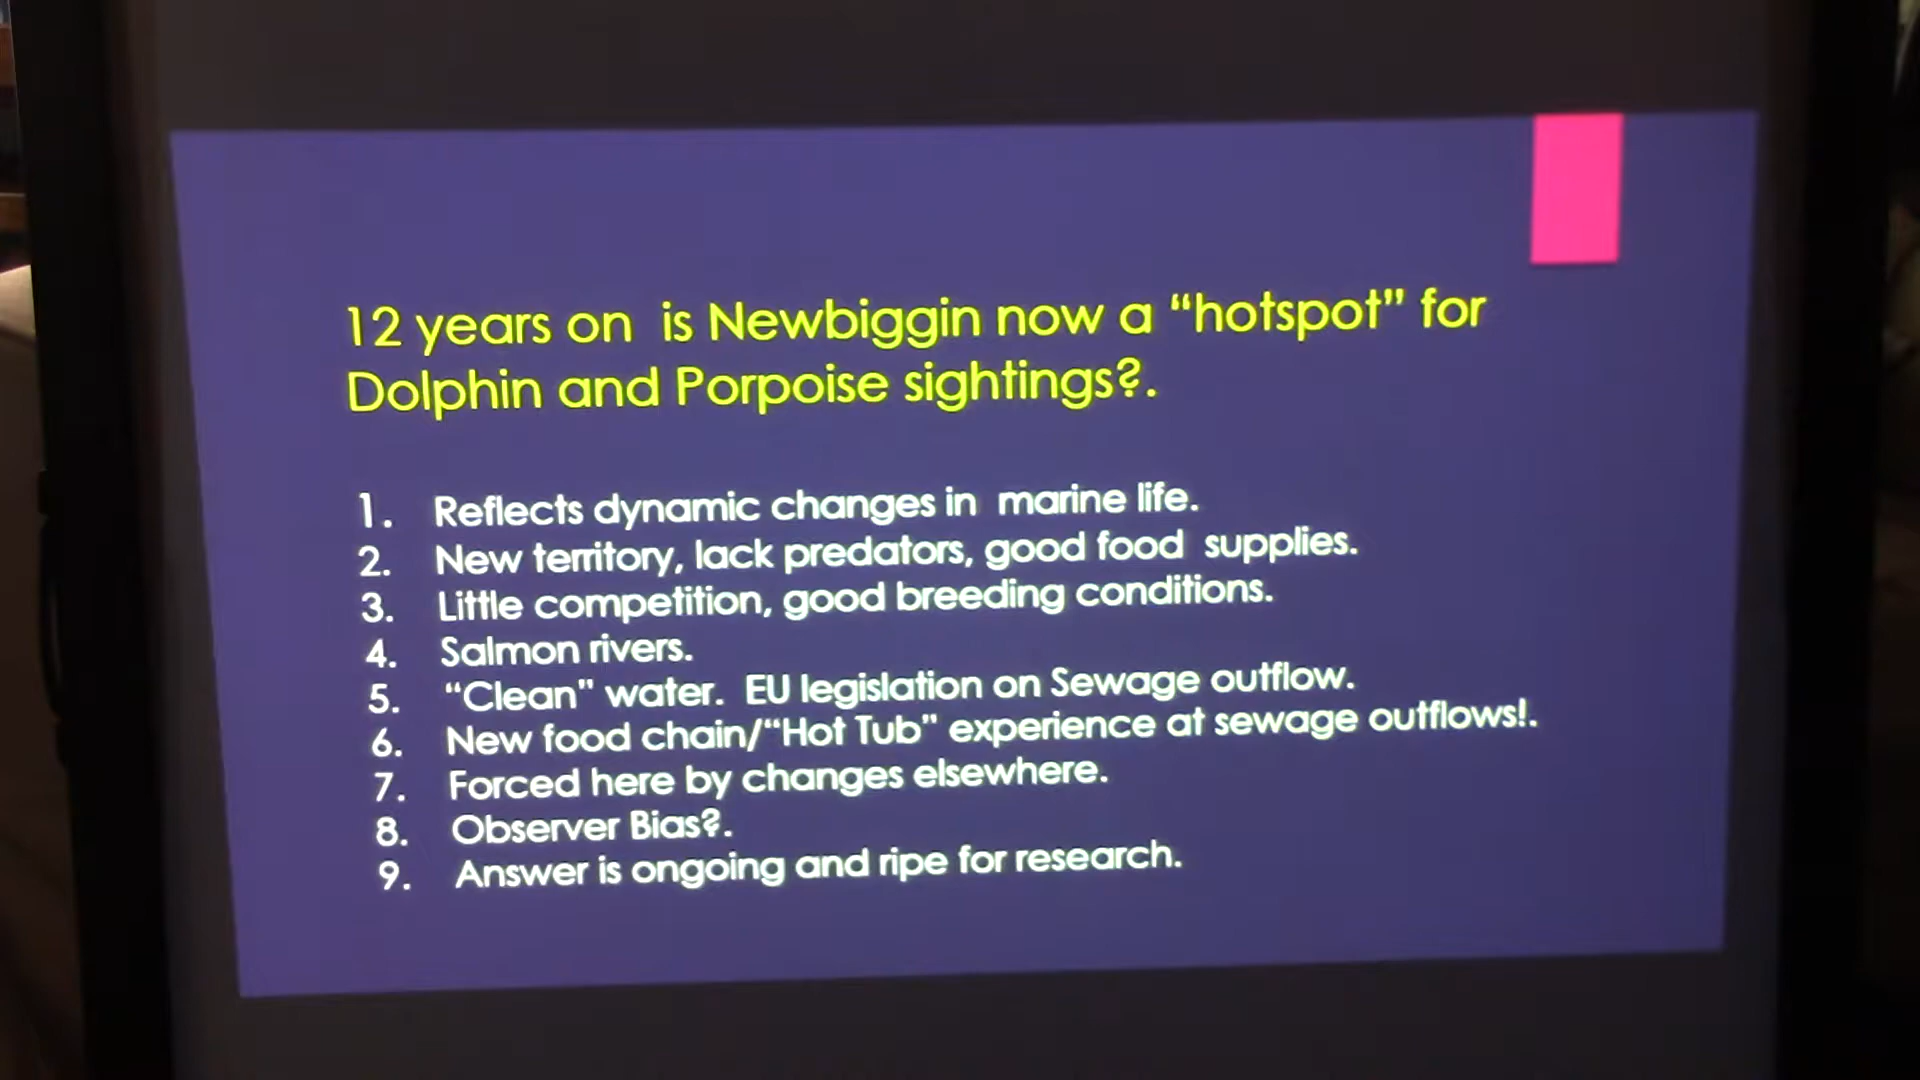 12 years on is Newbiggin now a “hotspot” for
Dolphin and Porpoise sightings?.
1. Reflects dynamic changes in marine life.
2. New territory, lack predators, good food supplies.
3. Little competition, good breeding conditions.
4. Salmon rivers.
5. “Clean” water. EU legislation on Sewage outflow.
6. New food chain/“Hot Tub” experience at sewage outflows!.
7. Forced here by changes elsewhere.
8. Observer Bias?.
9. Answer is ongoing and ripe for research.